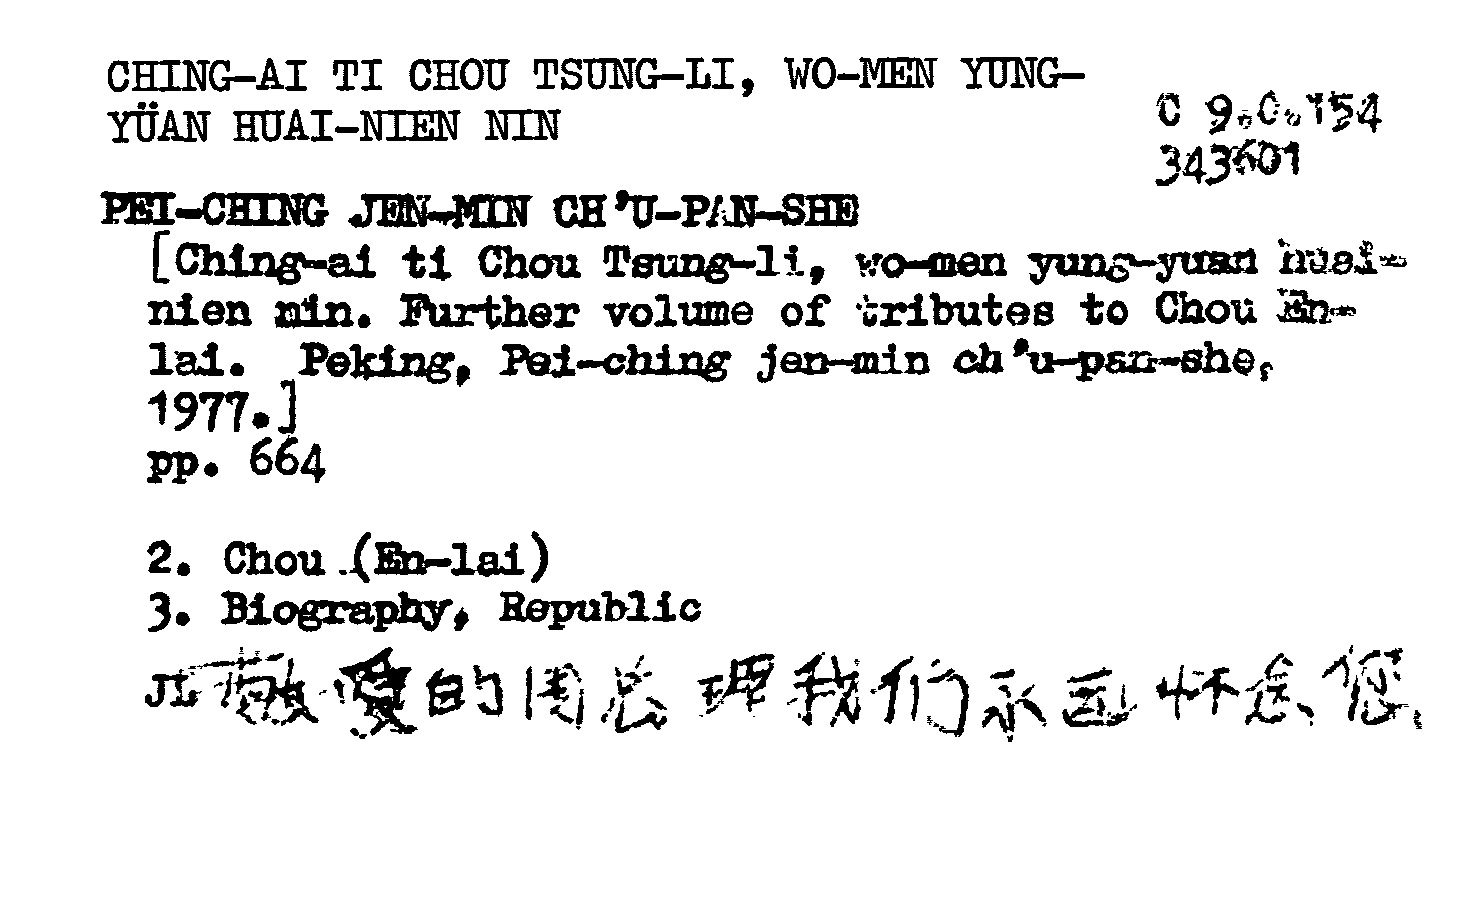 CHING-AI TI CHOU TSUNG-LI, WO-MEN YUNG-
YÜAN HUAI-NIEN NIN
C 9.C.154
343601
PEI-CHING JEN-MIN CH'U-PAN-SHE
[Ching-ai ti Chou Tsung-li, wo-men yung-yuan huai-
nien nin. Further volume of tributes to Chou En-
lai. Peking, Pei-ching jen-min ch'u-pan-she,
1977.]
pp. 664
2. Chou (En-lai)
3. Biography, Republic
JL 敬爱的周总理我们永远怀念您